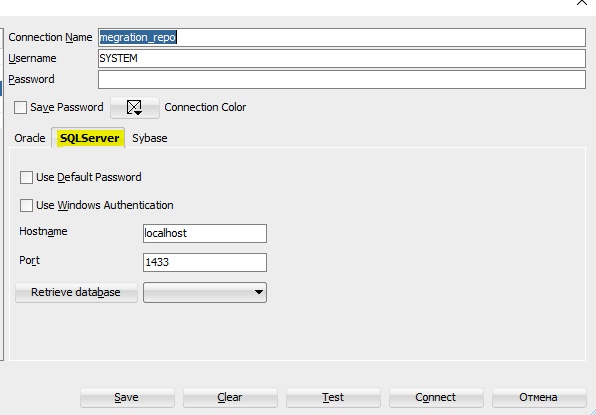 Connection Name megration_repo
Username SYSTEM
Password
Save Password Connection Color
Oracle SQLServer Sybase
Use Default Password
Use Windows Authentication
Hostname localhost
Port 1433
Retrieve database
Save Clear Test Connect Отмена